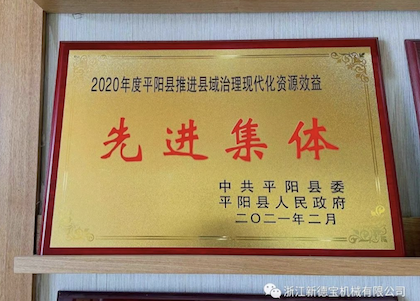 2020年度平阳县推进县域治理现代化资源效益
先进集体
中共平阳县委
平阳县人民政府
二〇二一年二月
浙江新德宝机械有限公司